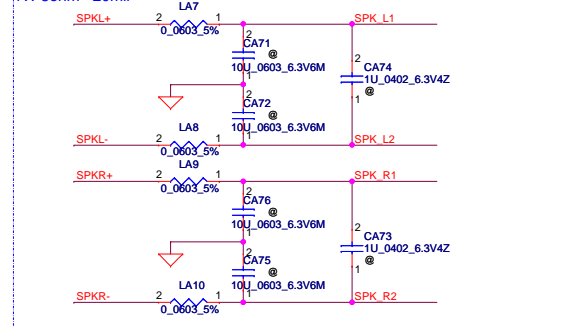 LA7
SPKL+ 2 1 SPK_L1
0_0603_5%
2
CA71
@
10U_0603_6.3V6M
1
2
CA74
1U_0402_6.3V4Z
@
1
2
CA72
@
10U_0603_6.3V6M
1
LA8
SPKL- 2 1 SPK_L2
0_0603_5%
LA9
SPKR+ 2 1 SPK_R1
0_0603_5%
2
CA76
@
10U_0603_6.3V6M
1
2
CA73
1U_0402_6.3V4Z
@
1
2
CA75
@
10U_0603_6.3V6M
1
LA10
SPKR- 2 1 SPK_R2
0_0603_5%